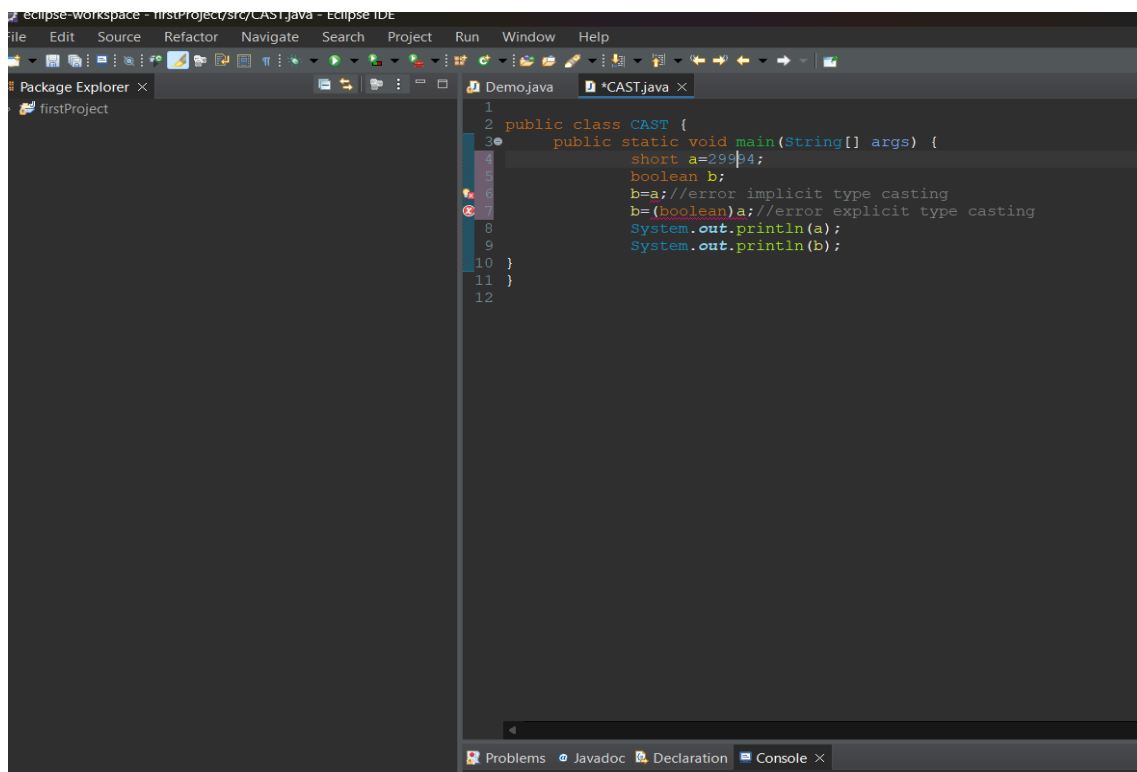 eclipse-workspace - firstProject/src/CAST.java - Eclipse IDE
File Edit Source Refactor Navigate Search Project Run Window Help
Package Explorer
Demo.java *CAST.java
firstProject
1
2 public class CAST {
3 public static void main(String[] args) {
4 short a=29994;
5 boolean b;
6 b=a;//error implicit type casting
7 b=(boolean)a;//error explicit type casting
8 System.out.println(a);
9 System.out.println(b);
10 }
11 }
12
Problems Javadoc Declaration Console